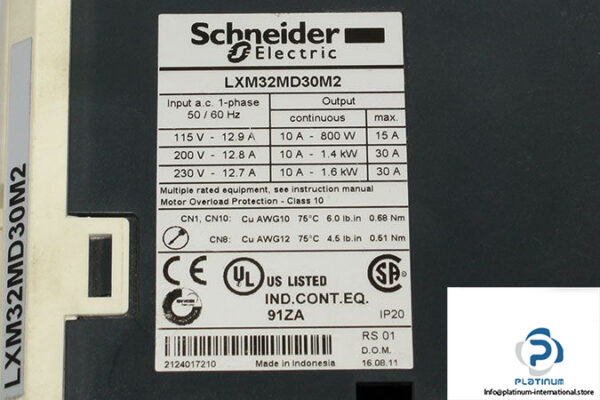 Schneider
Electric
LXM32MD30M2
Input a.c. 1-phase
50 / 60 Hz
Output
continuous
max.
115 V - 12.9 A
10 A - 800 W
15 A
200 V - 12.8 A
10 A - 1.4 kW
30 A
230 V - 12.7 A
10 A - 1.6 kW
30 A
Multiple rated equipment, see instruction manual
Motor Overload Protection - Class 10
CN1, CN10: Cu AWG10 75°C 6.0 lb.in 0.68 Nm
CN8: Cu AWG12 75°C 4.5 lb.in 0.51 Nm
CE
UL
US LISTED
IND.CONT.EQ.
91ZA
SA
IP20
RS 01
D.O.M.
2124017210
Made in Indonesia
16.08.11
LXM32MD30M2
PLATINUM
https://platinum-international.store